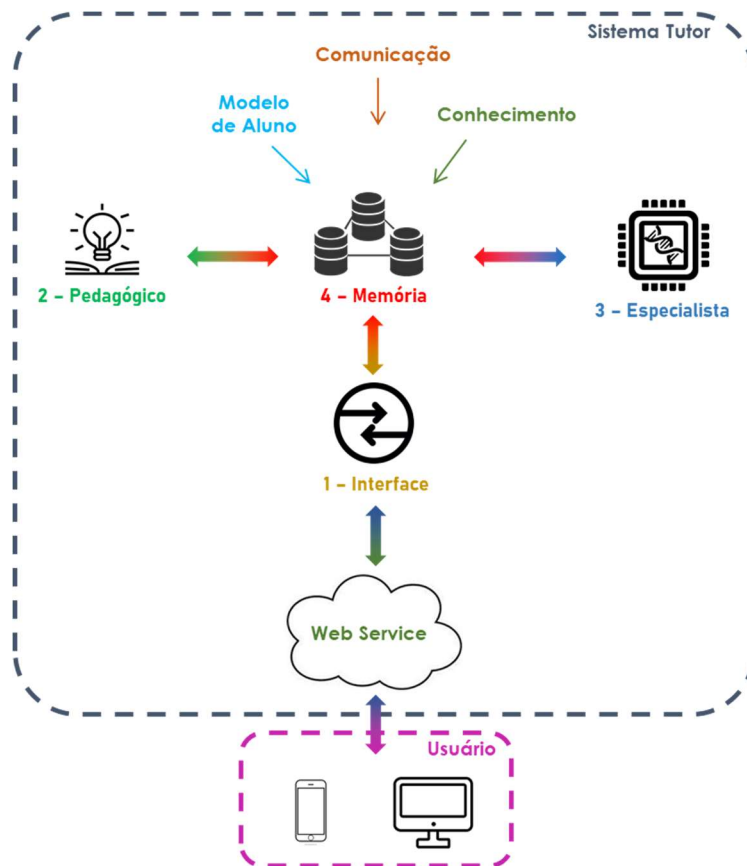 Sistema Tutor
Comunicação
Modelo
de Aluno
Conhecimento
2 – Pedagógico
4 – Memória
3 – Especialista
1 – Interface
Web Service
Usuário